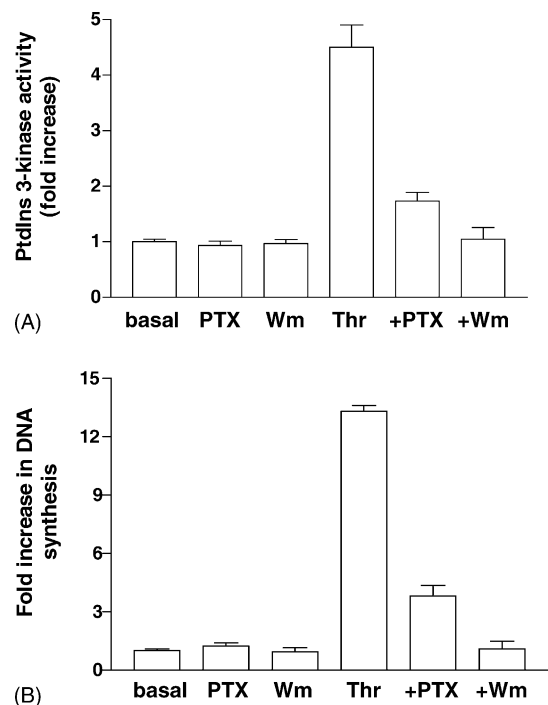 PtdIns 3-kinase activity
(fold increase)
5
4
3
2
1
0
basal PTX Wm Thr +PTX +Wm
(A)
Fold increase in DNA
synthesis
15
12
9
6
3
0
basal PTX Wm Thr +PTX +Wm
(B)